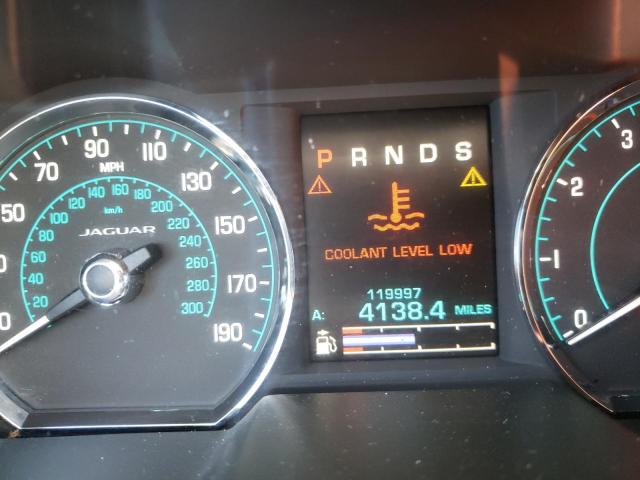 50 70 90 110 130 150 170 190
MPH
20 40 60 80 100 120 140 160 180 200 220 240 260 280 300
km/h
JAGUAR
P R N D S
COOLANT LEVEL LOW
119997
A: 4138.4 MILES
0 1 2 3